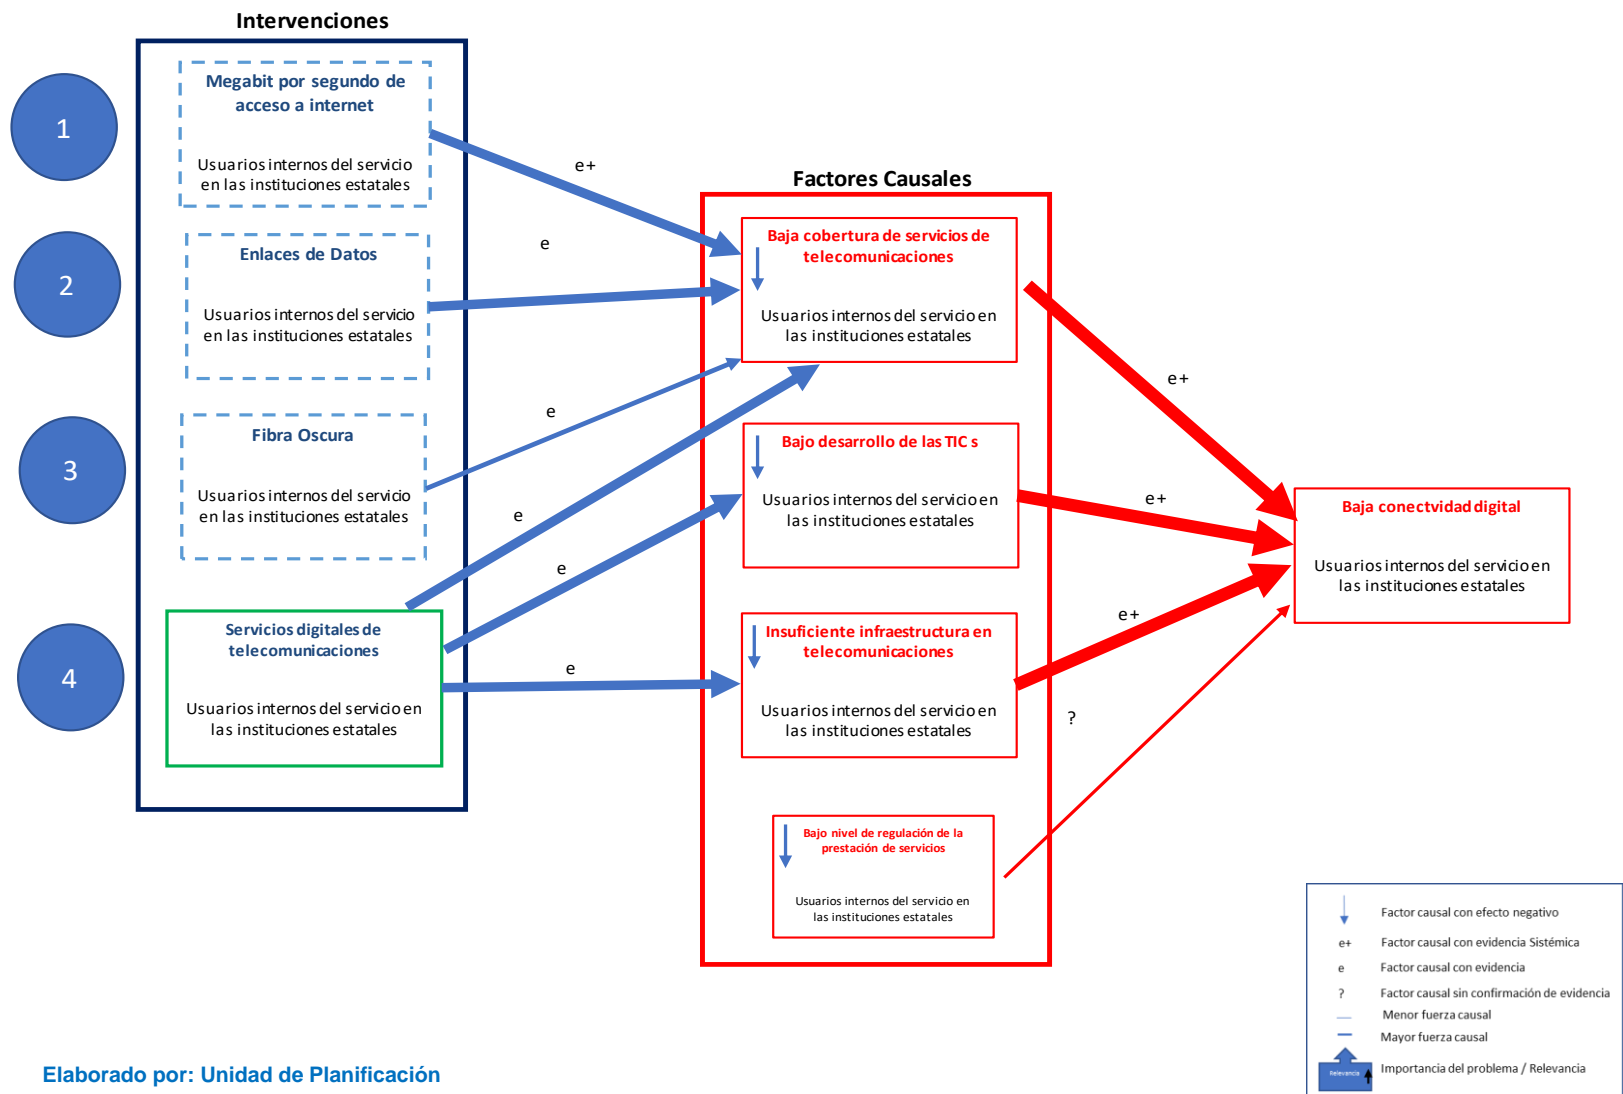 Intervenciones
1
Megabit por segundo de
acceso a internet
Usuarios internos del servicio
en las instituciones estatales
2
Enlaces de Datos
Usuarios internos del servicio
en las instituciones estatales
3
Fibra Oscura
Usuarios internos del servicio
en las instituciones estatales
4
Servicios digitales de
telecomunicaciones
Usuarios internos del servicio en
las instituciones estatales
e+
e
e
e
e
e
Factores Causales
Baja cobertura de servicios de
telecomunicaciones
Usuarios internos del servicio en
las instituciones estatales
Bajo desarrollo de las TIC s
Usuarios internos del servicio en
las instituciones estatales
Insuficiente infraestructura en
telecomunicaciones
Usuarios internos del servicio en
las instituciones estatales
Bajo nivel de regulación de la
prestación de servicios
Usuarios internos del servicio en
las instituciones estatales
e+
e+
e+
?
Baja conectvidad digital
Usuarios internos del servicio en
las instituciones estatales
Factor causal con efecto negativo
e+ Factor causal con evidencia Sistémica
e Factor causal con evidencia
? Factor causal sin confirmación de evidencia
Menor fuerza causal
Mayor fuerza causal
Relevancia Importancia del problema / Relevancia
Elaborado por: Unidad de Planificación